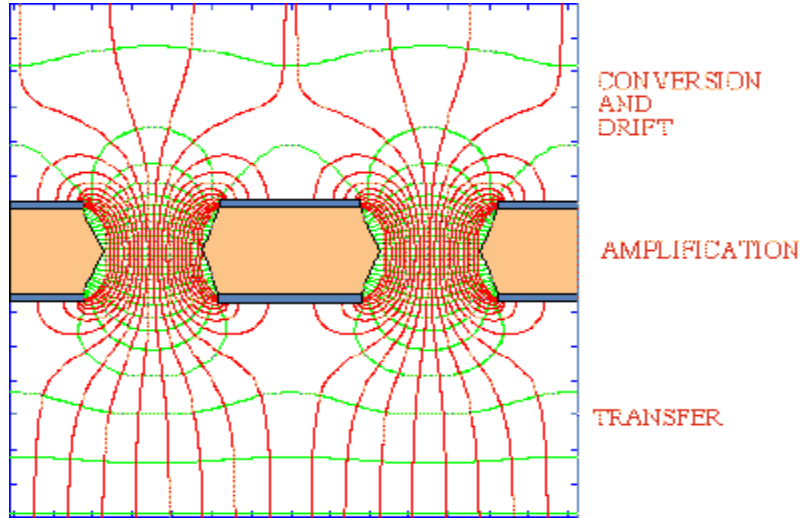 CONVERSION
AND
DRIFT
AMPLIFICATION
TRANSFER